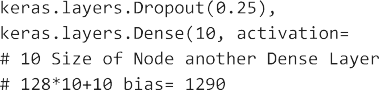 keras.layers.Dropout(0.25),
keras.layers.Dense(10, activation=
# 10 Size of Node another Dense Layer
# 128*10+10 bias= 1290